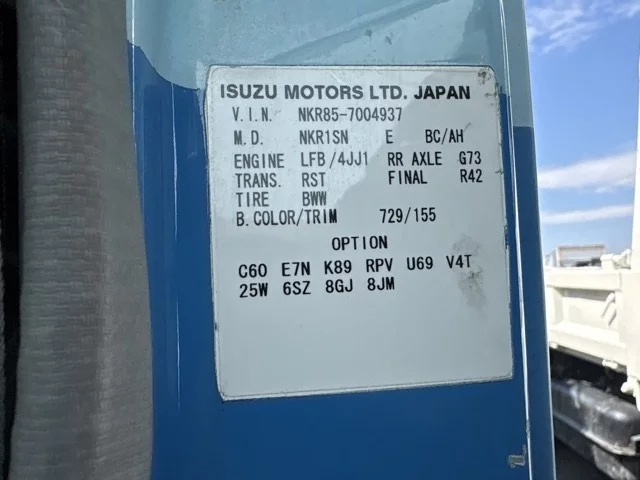 ISUZU MOTORS LTD. JAPAN
V.I.N. NKR85-7004937
M.D. NKR1SN E BC/AH
ENGINE LFB/4JJ1 RR AXLE G73
TRANS. RST FINAL R42
TIRE BWW
B.COLOR/TRIM 729/155
OPTION
C60 E7N K89 RPV U69 V4T
25W 6SZ 8GJ 8JM